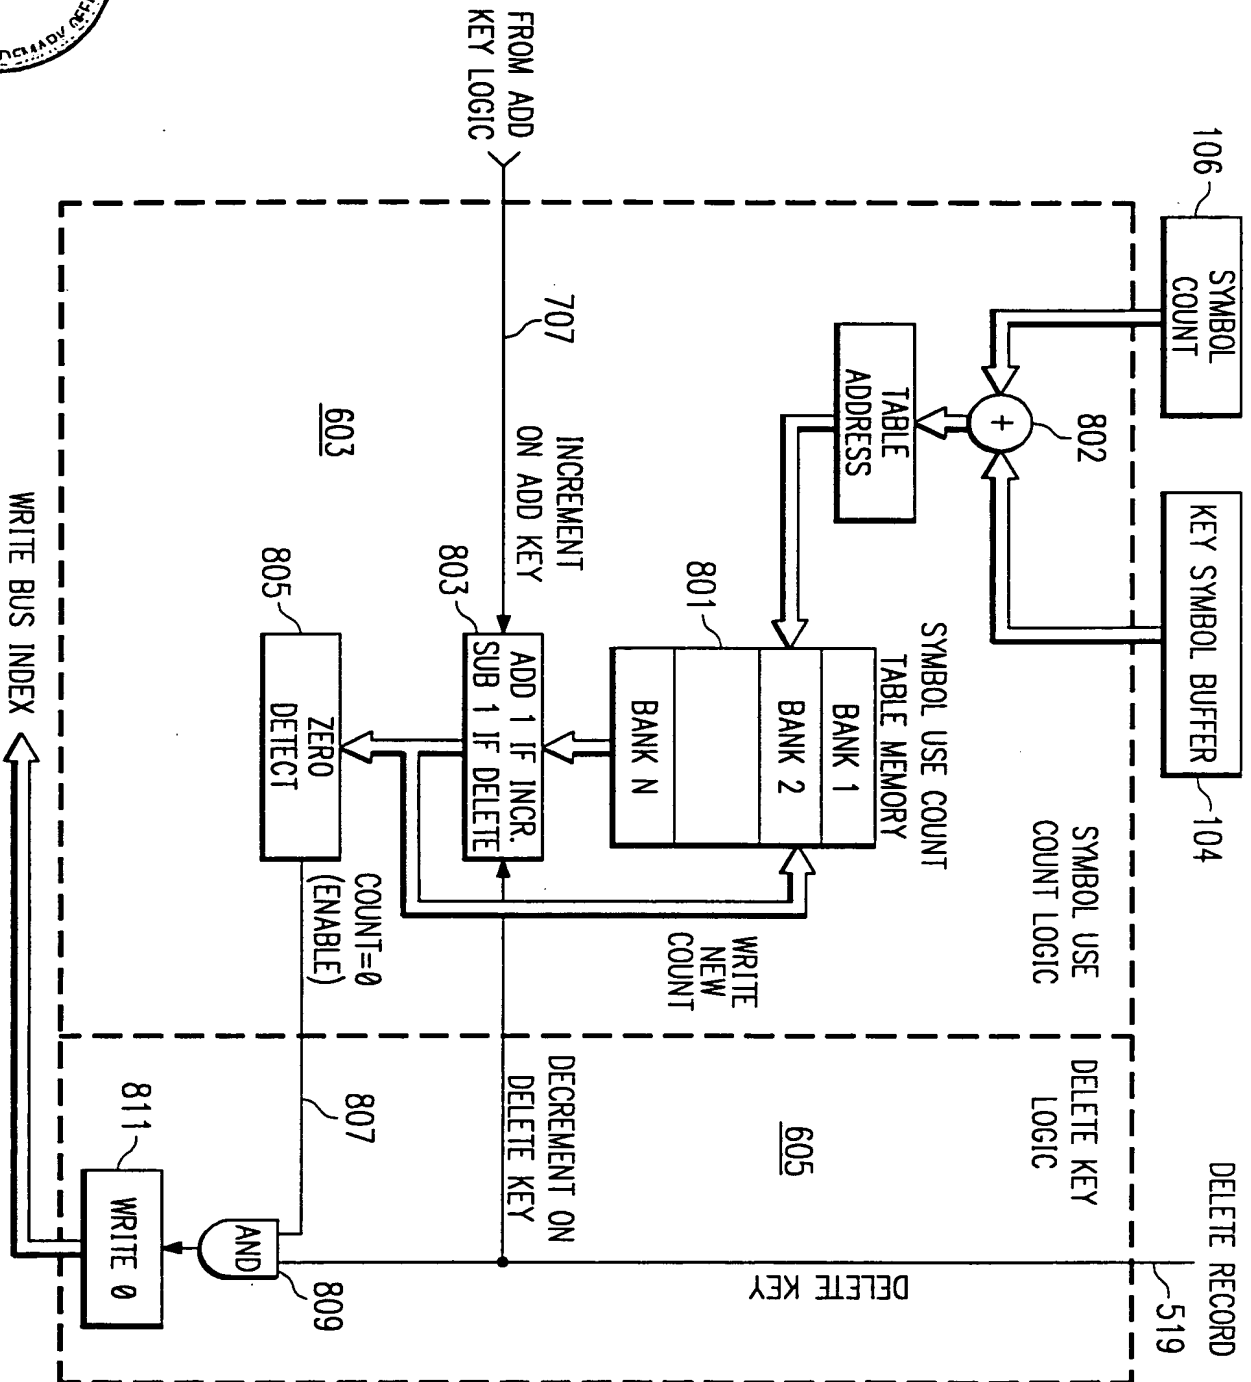 106
SYMBOL
COUNT
KEY SYMBOL BUFFER
104
DELETE RECORD
519
FROM ADD
KEY LOGIC
802
+
TABLE
ADDRESS
SYMBOL USE
COUNT LOGIC
DELETE KEY
LOGIC
SYMBOL USE COUNT
TABLE MEMORY
801
BANK 1
BANK 2
BANK N
WRITE
NEW
COUNT
605
DELETE KEY
707
INCREMENT
ON ADD KEY
803
ADD 1 IF INCR.
SUB 1 IF DELETE
DECREMENT ON
DELETE KEY
603
805
ZERO
DETECT
COUNT=0
(ENABLE)
807
AND
809
811
WRITE 0
WRITE BUS INDEX